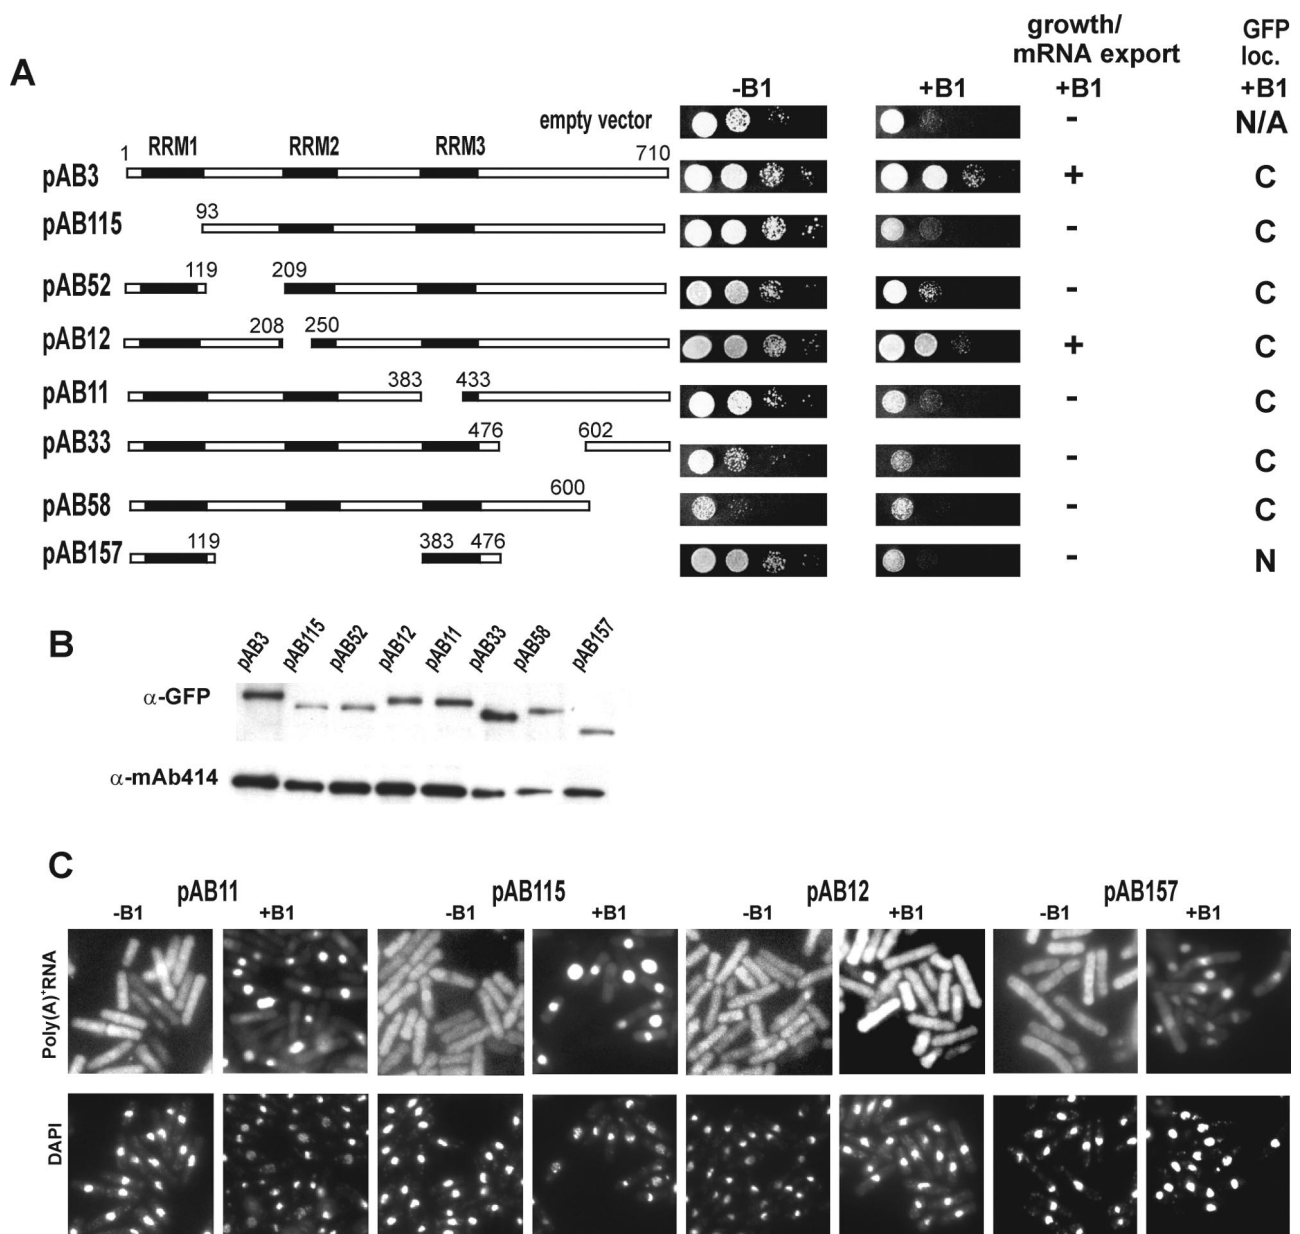 A
growth/
mRNA export
GFP
loc.
-B1
+B1
+B1
+B1
empty vector
-
N/A
1
RRM1
RRM2
RRM3
710
pAB3
+
C
93
pAB115
-
C
119
209
pAB52
-
C
208
250
pAB12
+
C
383
433
pAB11
-
C
476
602
pAB33
-
C
600
pAB58
-
C
119
383
476
pAB157
-
N
B
pAB3
pAB115
pAB52
pAB12
pAB11
pAB33
pAB58
pAB157
α-GFP
α-mAb414
C
pAB11
pAB115
pAB12
pAB157
-B1
+B1
-B1
+B1
-B1
+B1
-B1
+B1
Poly(A)⁺RNA
DAPI